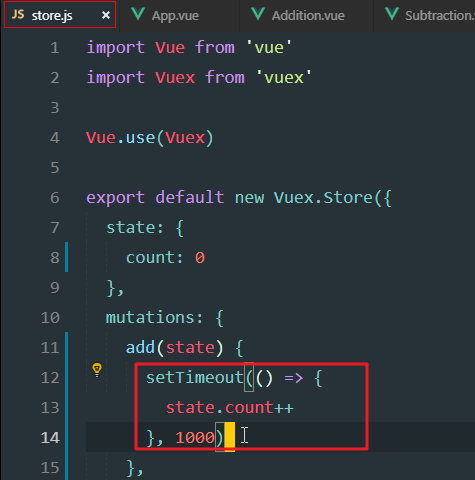 JS store.js × App.vue Addition.vue Subtraction.
1 import Vue from 'vue'
2 import Vuex from 'vuex'
3
4 Vue.use(Vuex)
5
6 export default new Vuex.Store({
7 state: {
8 count: 0
9 },
10 mutations: {
11 add(state) {
12 setTimeout(() => {
13 state.count++
14 }, 1000)
15 },